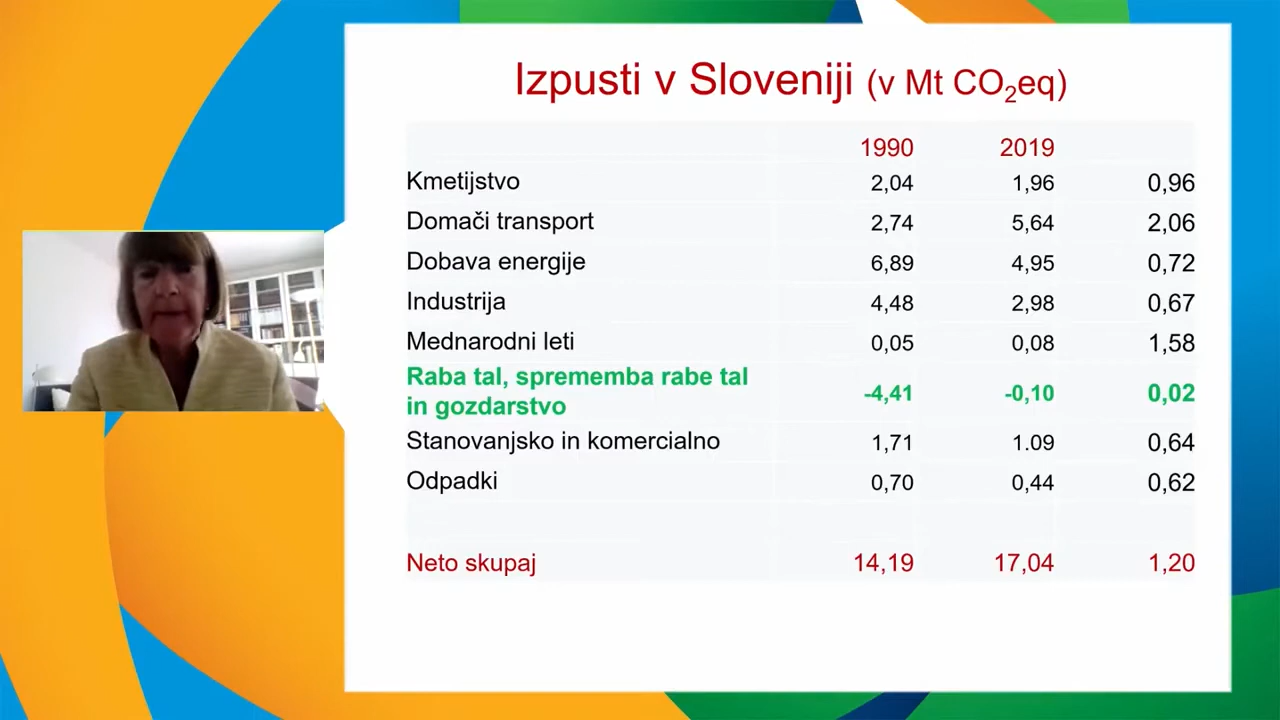 Izpusti v Sloveniji (v Mt CO₂eq)
1990 2019
Kmetijstvo 2,04 1,96 0,96
Domači transport 2,74 5,64 2,06
Dobava energije 6,89 4,95 0,72
Industrija 4,48 2,98 0,67
Mednarodni leti 0,05 0,08 1,58
Raba tal, sprememba rabe tal
in gozdarstvo -4,41 -0,10 0,02
Stanovanjsko in komercialno 1,71 1.09 0,64
Odpadki 0,70 0,44 0,62
Neto skupaj 14,19 17,04 1,20